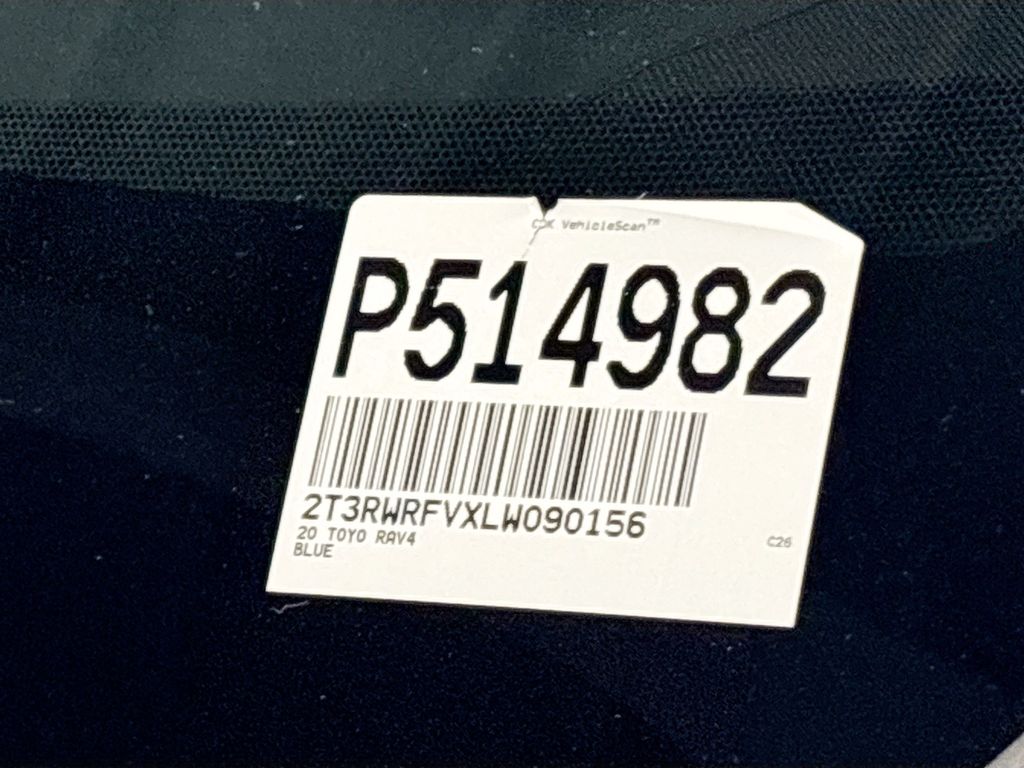 CDK VehicleScan™
P514982
2T3RWRFVXLW090156
20 TOYO RAV4
C26
BLUE